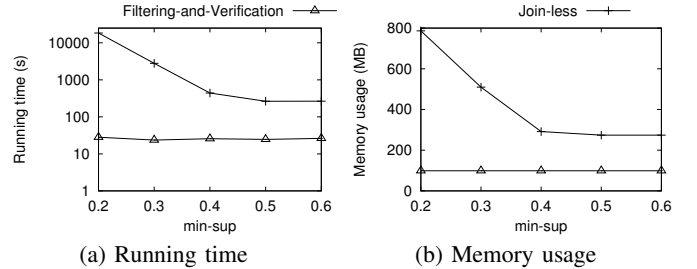 Filtering-and-Verification
Join-less
Running time (s)
10000
1000
100
10
1
0.2 0.3 0.4 0.5 0.6
min-sup
(a) Running time
Memory usage (MB)
800
600
400
200
0
0.2 0.3 0.4 0.5 0.6
min-sup
(b) Memory usage